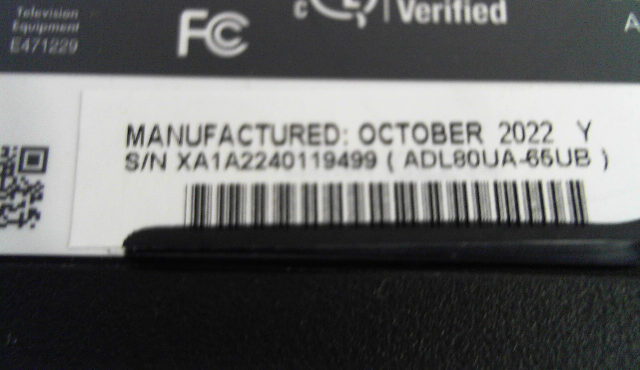 Television
Equipment
E471229
FC
c
Verified
A
MANUFACTURED: OCTOBER 2022 Y
S/N XA1A2240119499 ( ADL80UA-65UB )